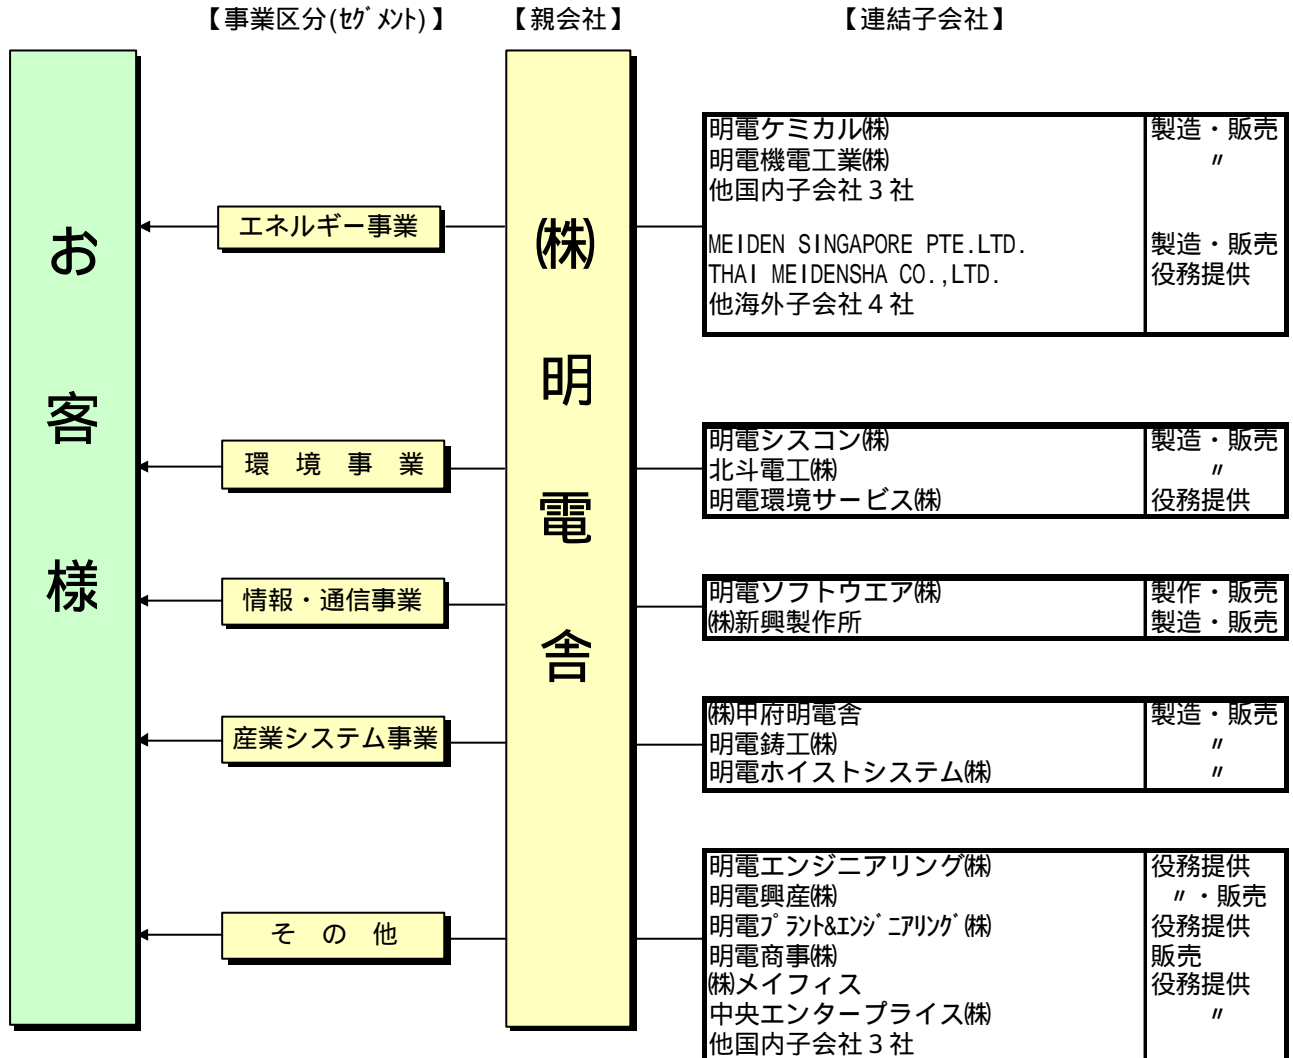 【事業区分(ｾｸﾞﾒﾝﾄ)】 【親会社】 【連結子会社】
お客様
㈱明電舎
エネルギー事業
明電ケミカル㈱ 製造・販売
明電機電工業㈱ 〃
他国内子会社３社
MEIDEN SINGAPORE PTE.LTD. 製造・販売
THAI MEIDENSHA CO.,LTD. 役務提供
他海外子会社４社
環　境　事　業
明電シスコン㈱ 製造・販売
北斗電工㈱ 〃
明電環境サービス㈱ 役務提供
情報・通信事業
明電ソフトウエア㈱ 製作・販売
㈱新興製作所 製造・販売
産業システム事業
㈱甲府明電舎 製造・販売
明電鋳工㈱ 〃
明電ホイストシステム㈱ 〃
そ　の　他
明電エンジニアリング㈱ 役務提供
明電興産㈱ 〃・販売
明電ﾌﾟﾗﾝﾄ&ｴﾝｼﾞﾆｱﾘﾝｸﾞ㈱ 役務提供
明電商事㈱ 販売
㈱メイフィス 役務提供
中央エンタープライス㈱ 〃
他国内子会社３社